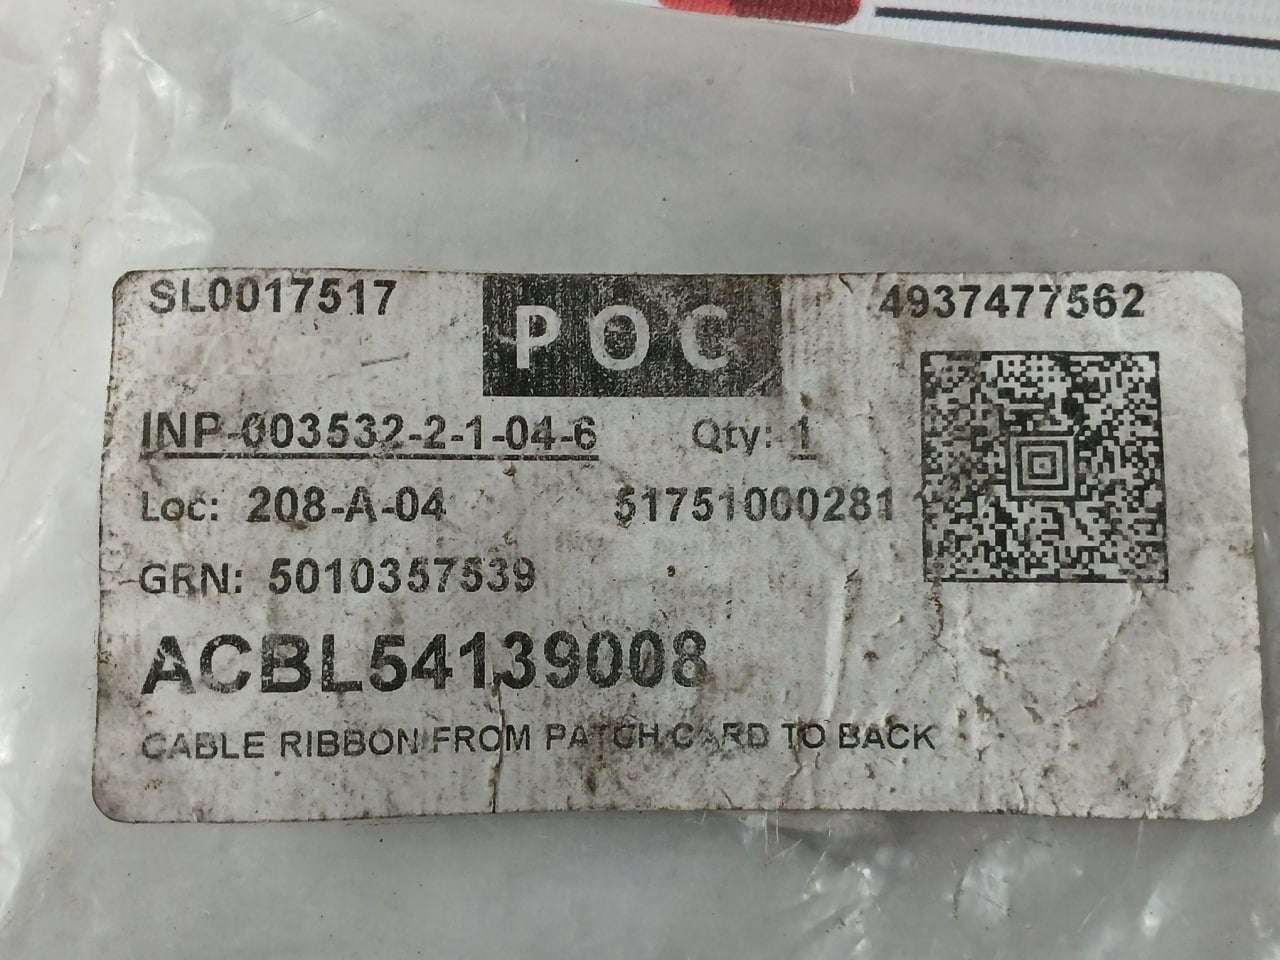 SL0017517 POC 4937477562
INP-003532-2-1-04-6 Qty: 1
Loc: 208-A-04 51751000281
GRN: 5010357539
ACBL54139008
CABLE RIBBON FROM PATCH CARD TO BACK